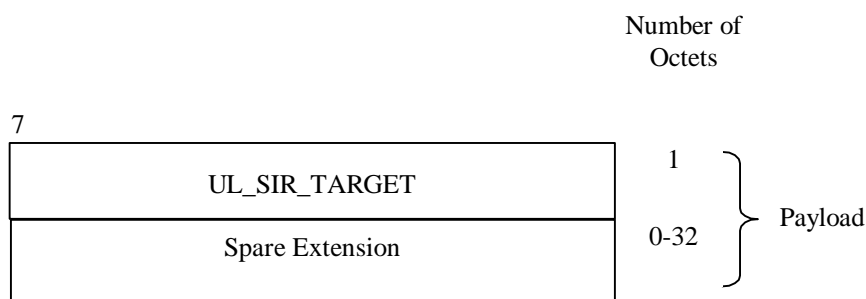 Number of
Octets
7
UL_SIR_TARGET
1
Spare Extension
0-32
Payload